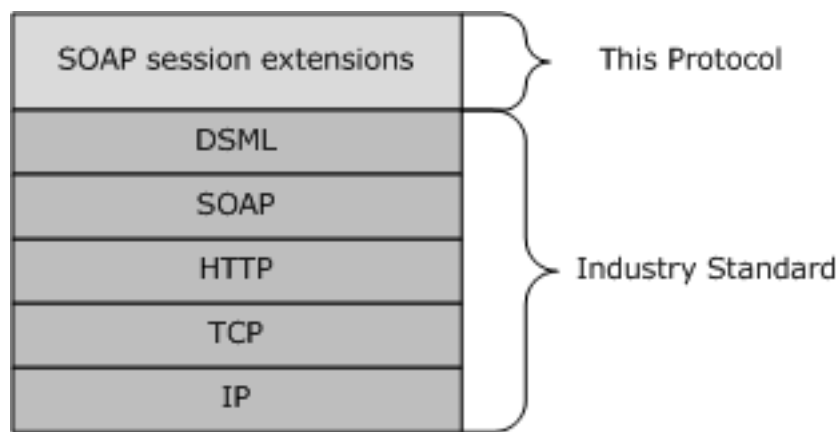 SOAP session extensions
This Protocol
DSML
SOAP
HTTP
Industry Standard
TCP
IP